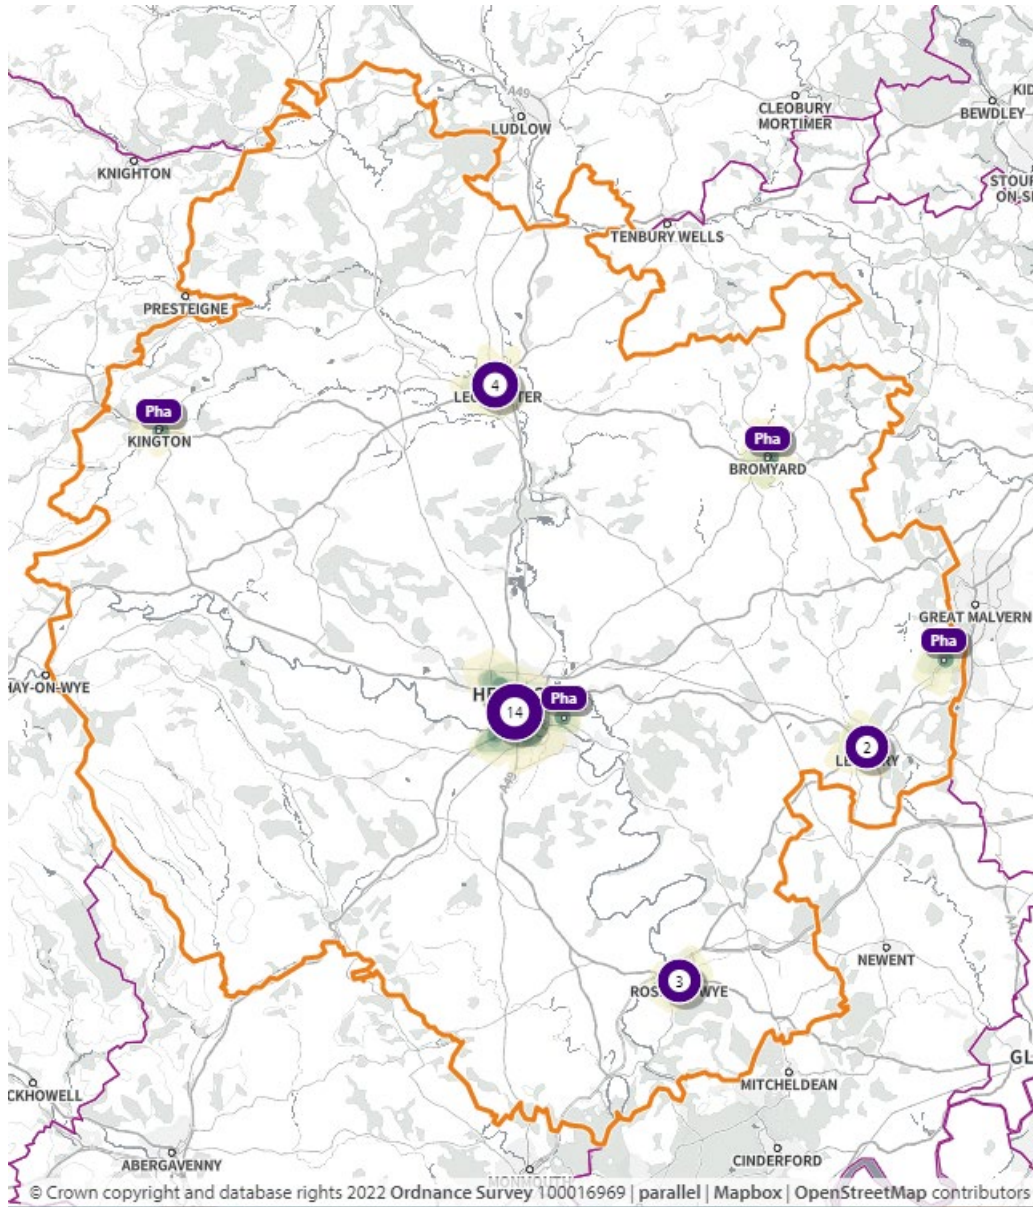 A49
LUDLOW
CLEOBURY
MORTIMER
BEWDLEY
KNIGHTON
TENBURY WELLS
PRESTEIGNE
4
Pha
KINGTON
Pha
BROMYARD
GREAT MALVERN
Pha
HAY-ON-WYE
14
Pha
2
A49
3
NEWENT
MITCHELDEAN
ABERGAVENNY
CINDERFORD
MONMOUTH
© Crown copyright and database rights 2022 Ordnance Survey 100016969 | parallel | Mapbox | OpenStreetMap contributors